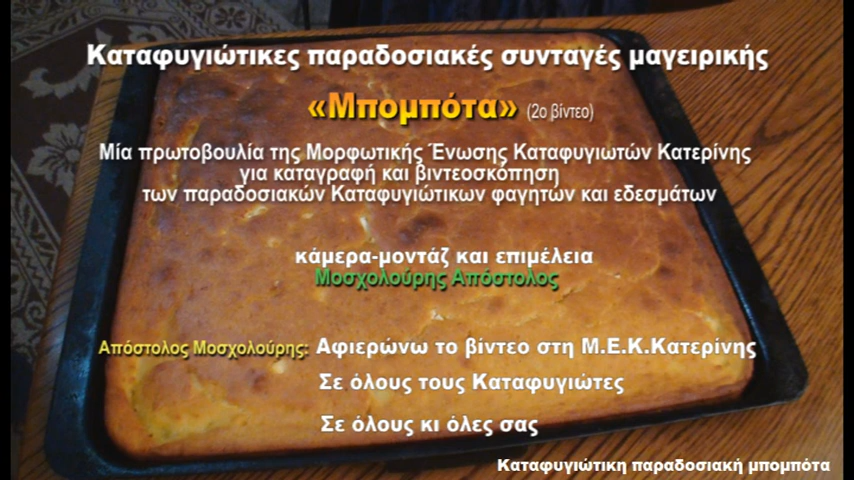 Καταφυγιώτικες παραδοσιακές συνταγές μαγειρικής
«Μπομπότα» (2ο βίντεο)
Μία πρωτοβουλία της Μορφωτικής Ένωσης Καταφυγιωτών Κατερίνης
για καταγραφή και βιντεοσκόπηση
των παραδοσιακών Καταφυγιώτικων φαγητών και εδεσμάτων
κάμερα-μοντάζ και επιμέλεια
Μοσχολούρης Απόστολος
Απόστολος Μοσχολούρης: Αφιερώνω το βίντεο στη Μ.Ε.Κ.Κατερίνης
Σε όλους τους Καταφυγιώτες
Σε όλους κι όλες σας
Καταφυγιώτικη παραδοσιακή μπομπότα